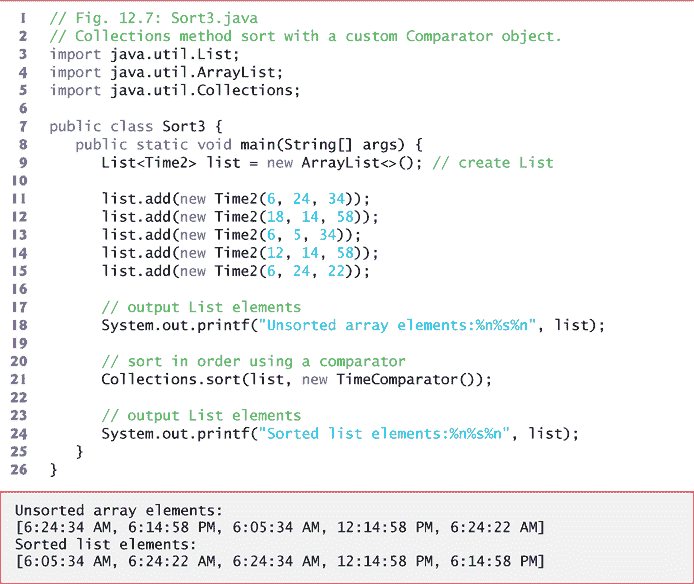 1 // Fig. 12.7: Sort3.java
2 // Collections method sort with a custom Comparator object.
3 import java.util.List;
4 import java.util.ArrayList;
5 import java.util.Collections;
6
7 public class Sort3 {
8    public static void main(String[] args) {
9       List<Time2> list = new ArrayList<>(); // create List
10
11       list.add(new Time2(6, 24, 34));
12       list.add(new Time2(18, 14, 58));
13       list.add(new Time2(6, 5, 34));
14       list.add(new Time2(12, 14, 58));
15       list.add(new Time2(6, 24, 22));
16
17       // output List elements
18       System.out.printf("Unsorted array elements:%n%s%n", list);
19
20       // sort in order using a comparator
21       Collections.sort(list, new TimeComparator());
22
23       // output List elements
24       System.out.printf("Sorted list elements:%n%s%n", list);
25    }
26 }
Unsorted array elements:
[6:24:34 AM, 6:14:58 PM, 6:05:34 AM, 12:14:58 PM, 6:24:22 AM]
Sorted list elements:
[6:05:34 AM, 6:24:22 AM, 6:24:34 AM, 12:14:58 PM, 6:14:58 PM]